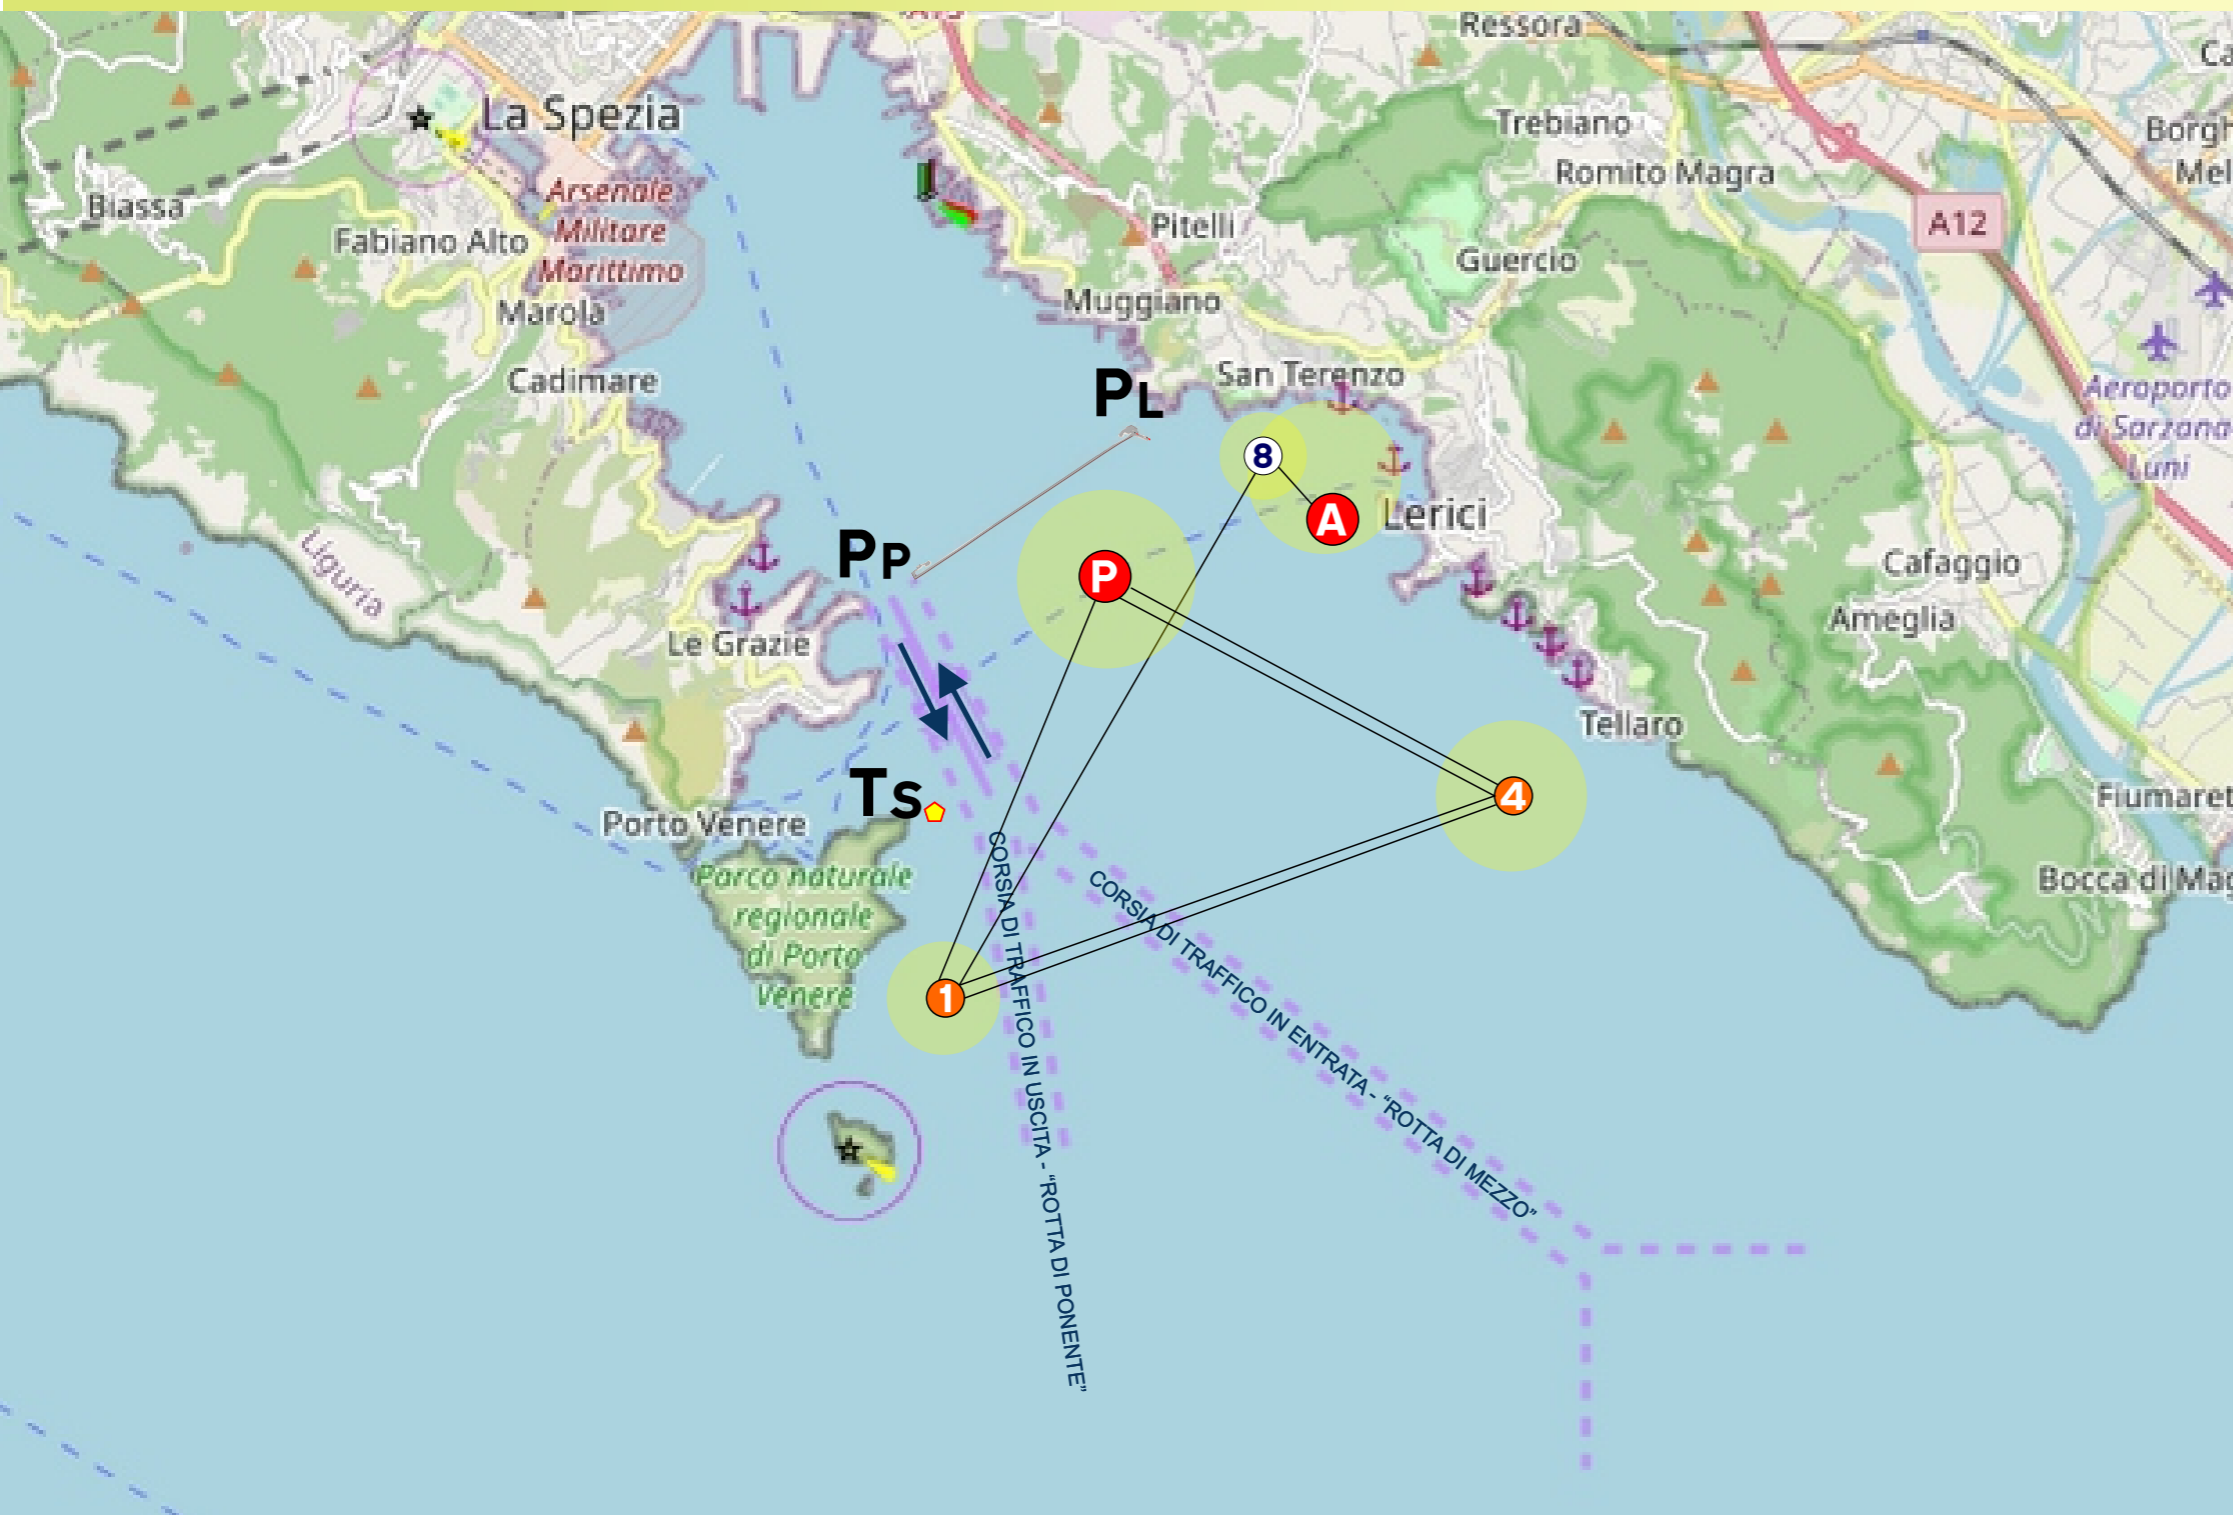 Ressora
La Spezia
Trebiano
Borgh
Romito Magra
Mel
Biassa
Arsenale
Militare
Marittimo
Fabiano Alto
Pitelli
A12
Guercio
Marola
Muggiano
Cadimare
San Terenzo
PL
Aeroporto
di Sarzana-
Luni
8
A
Lerici
Liguria
PP
P
Cafaggio
Ameglia
Le Grazie
Tellaro
Ts
4
Porto Venere
Fiumaret
Parco naturale
regionale
di Porto
Venere
Bocca di Mag
1
CORSIA DI TRAFFICO IN USCITA - “ROTTA DI PONENTE”
CORSIA DI TRAFFICO IN ENTRATA - “ROTTA DI MEZZO”